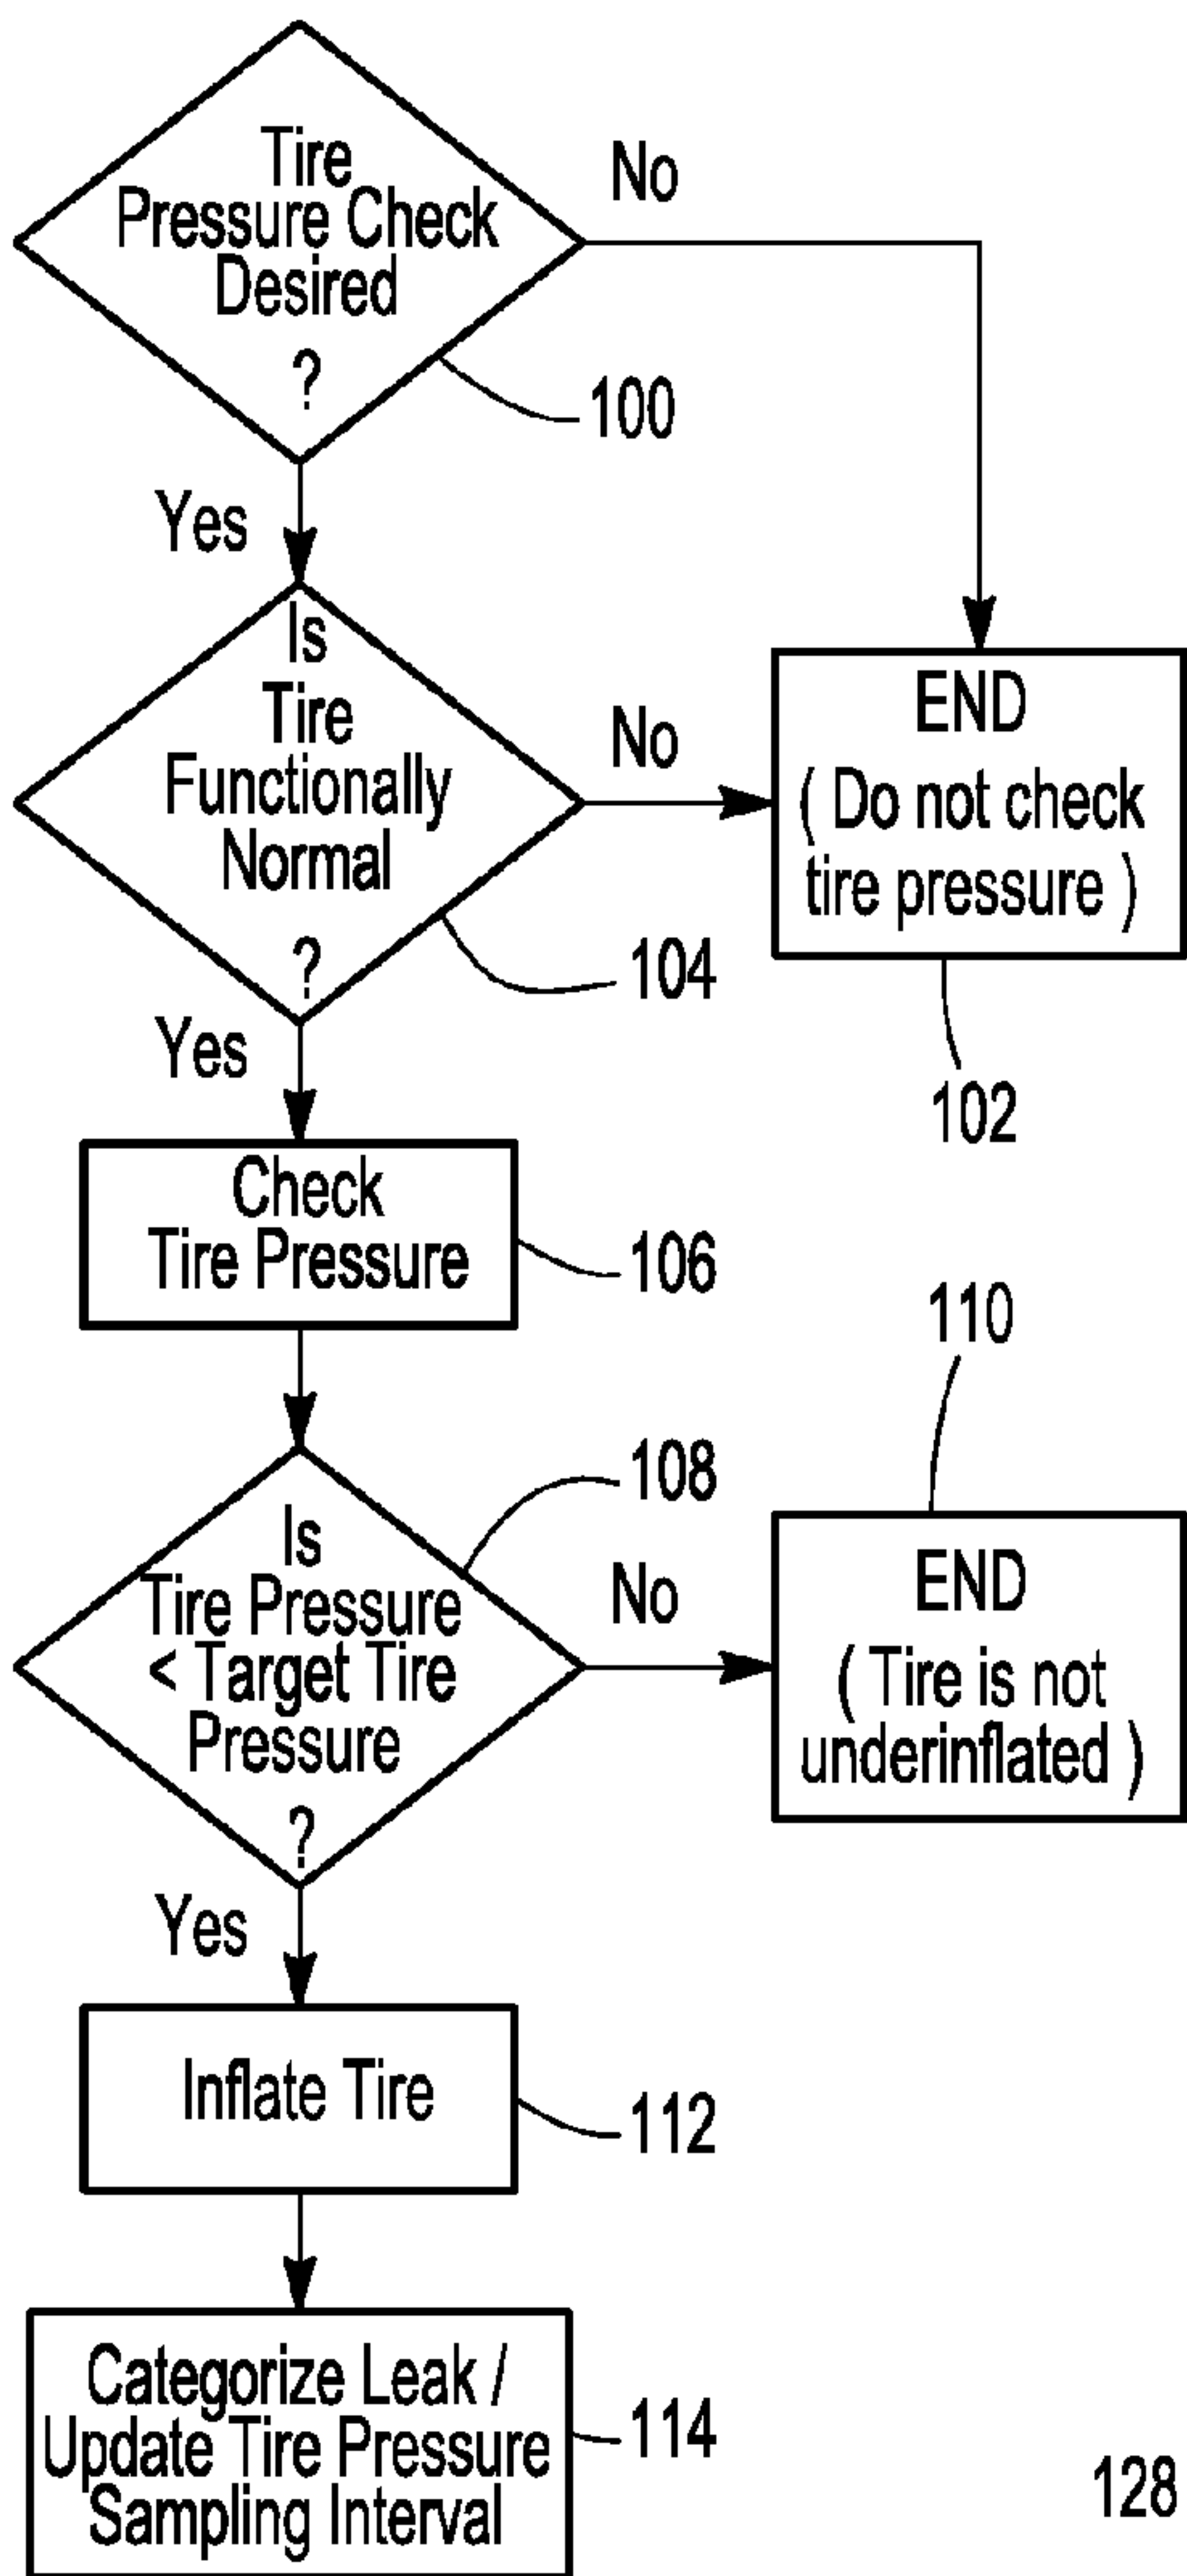 Tire
Pressure Check
Desired
?
No
100
Yes
Is
Tire
Functionally
Normal
?
No
104
END
( Do not check
tire pressure )
102
Yes
Check
Tire Pressure
106
108
Is
Tire Pressure
< Target Tire
Pressure
?
No
110
END
( Tire is not
underinflated )
Yes
Inflate Tire
112
Categorize Leak /
Update Tire Pressure
Sampling Interval
114
128